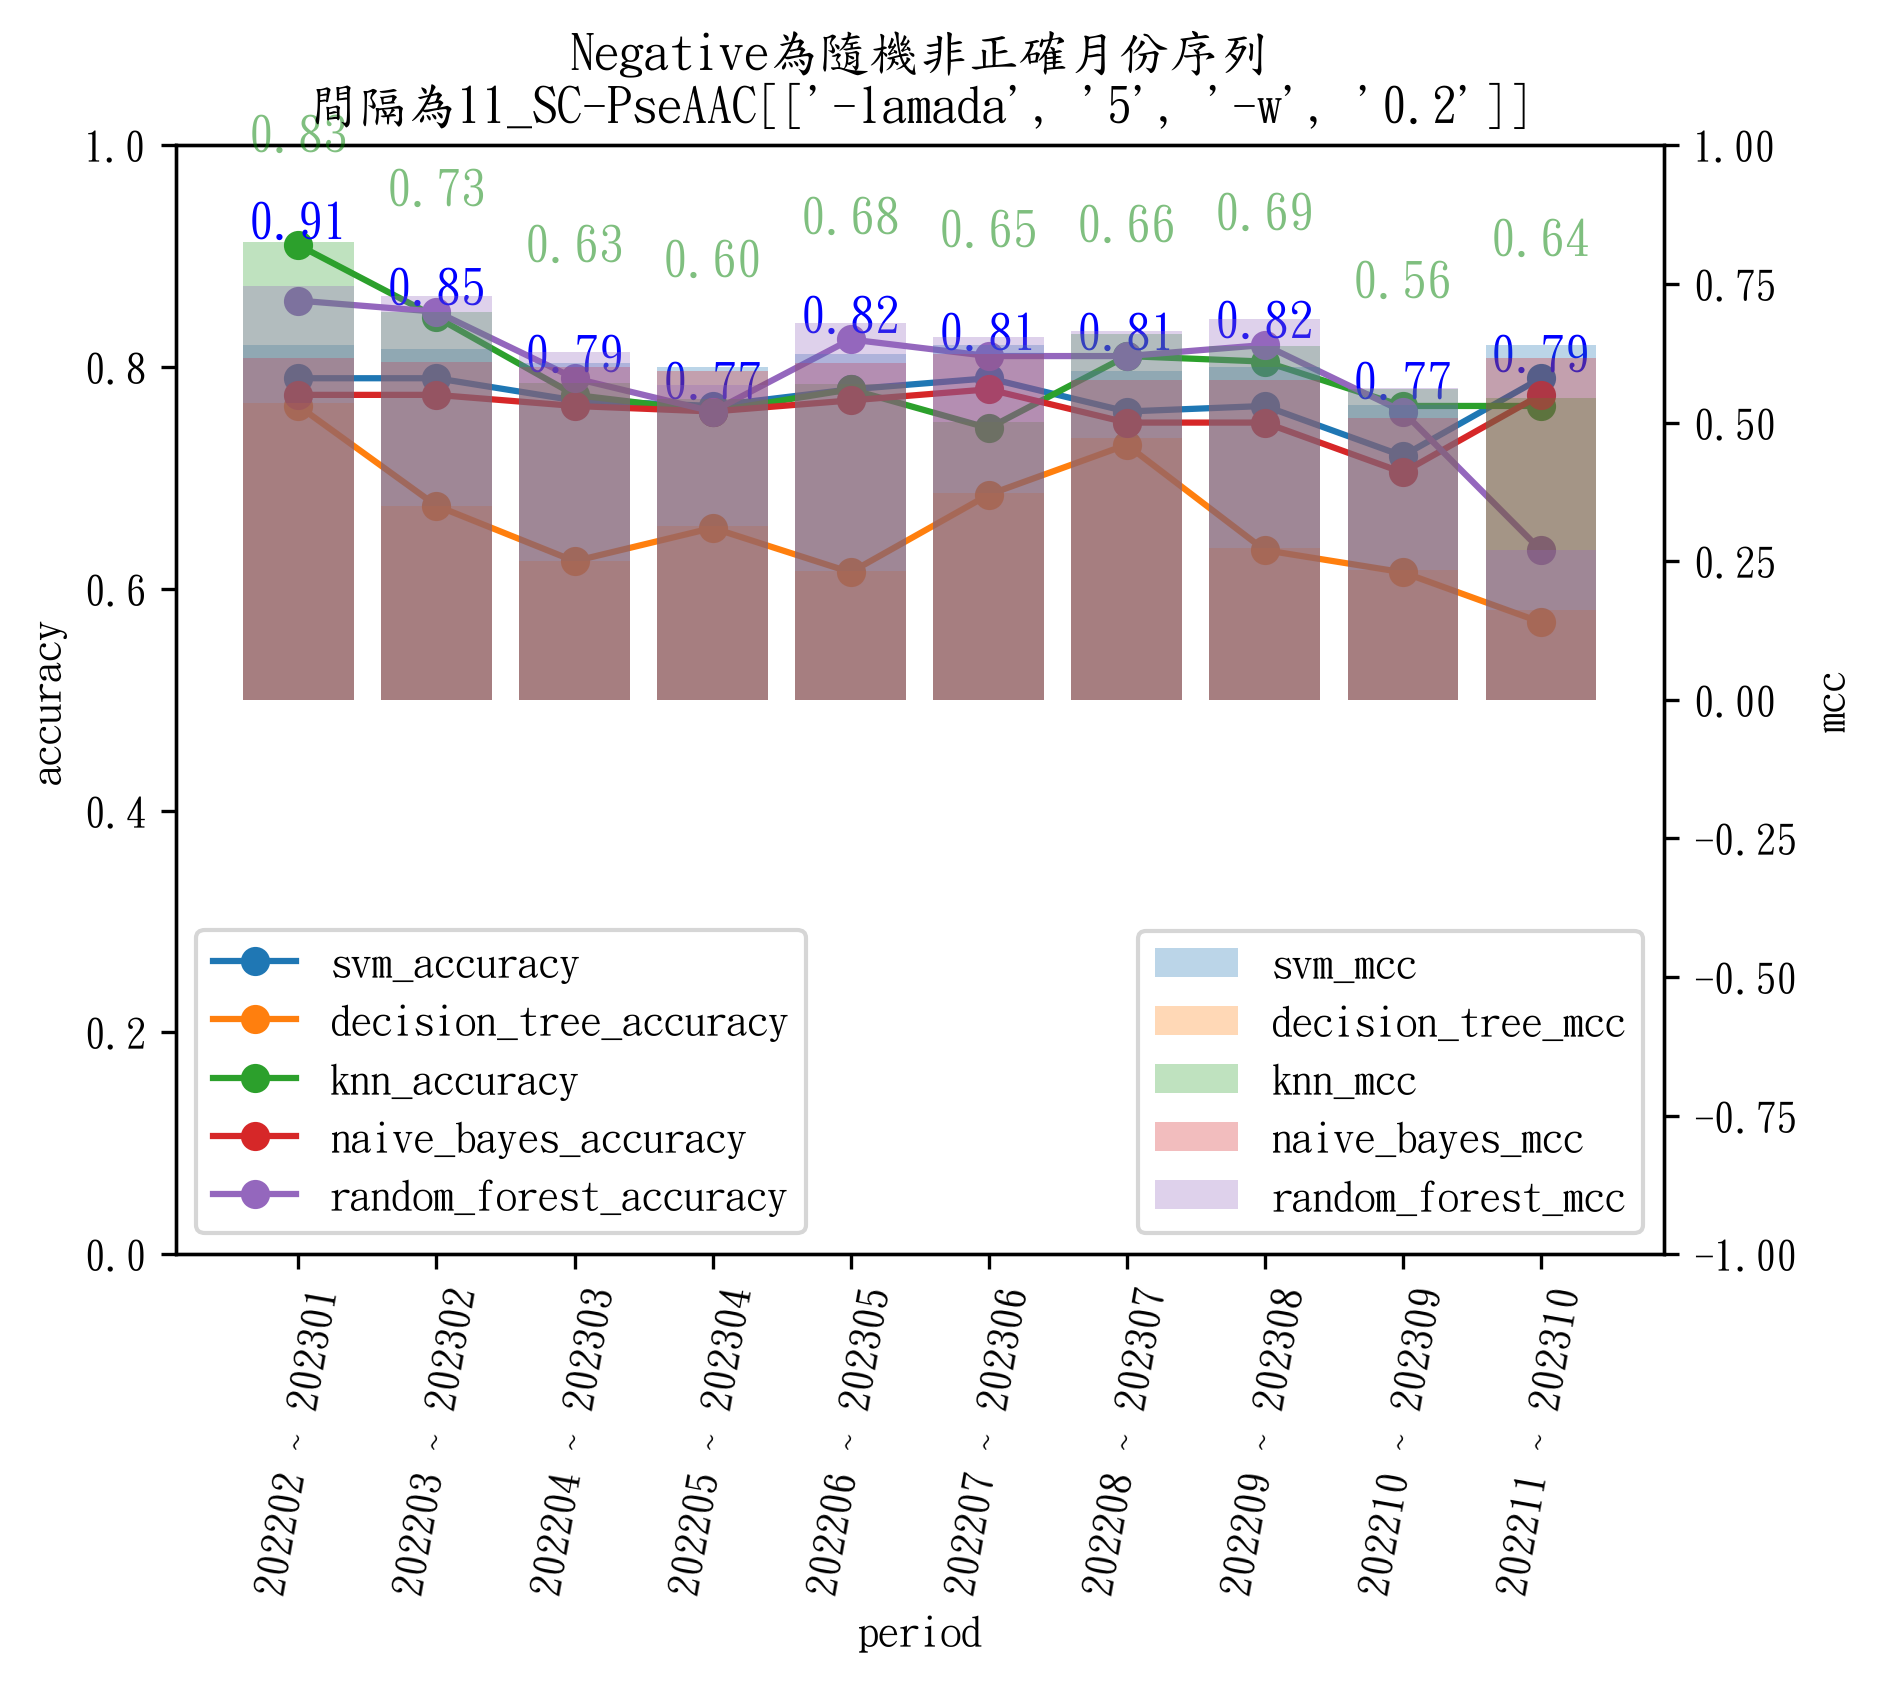 Negative為隨機非正確月份序列
間隔為11_SC-PseAAC[['-lamada', '5', '-w', '0.2']]
0.83
0.73
0.63
0.60
0.68
0.65
0.66
0.69
0.56
0.64
0.91
0.85
0.79
0.77
0.82
0.81
0.81
0.82
0.77
0.79
1.0
0.8
0.6
0.4
0.2
0.0
accuracy
1.00
0.75
0.50
0.25
0.00
-0.25
-0.50
-0.75
-1.00
mcc
svm_accuracy
decision_tree_accuracy
knn_accuracy
naive_bayes_accuracy
random_forest_accuracy
svm_mcc
decision_tree_mcc
knn_mcc
naive_bayes_mcc
random_forest_mcc
202202 ~ 202301
202203 ~ 202302
202204 ~ 202303
202205 ~ 202304
202206 ~ 202305
202207 ~ 202306
202208 ~ 202307
202209 ~ 202308
202210 ~ 202309
202211 ~ 202310
period